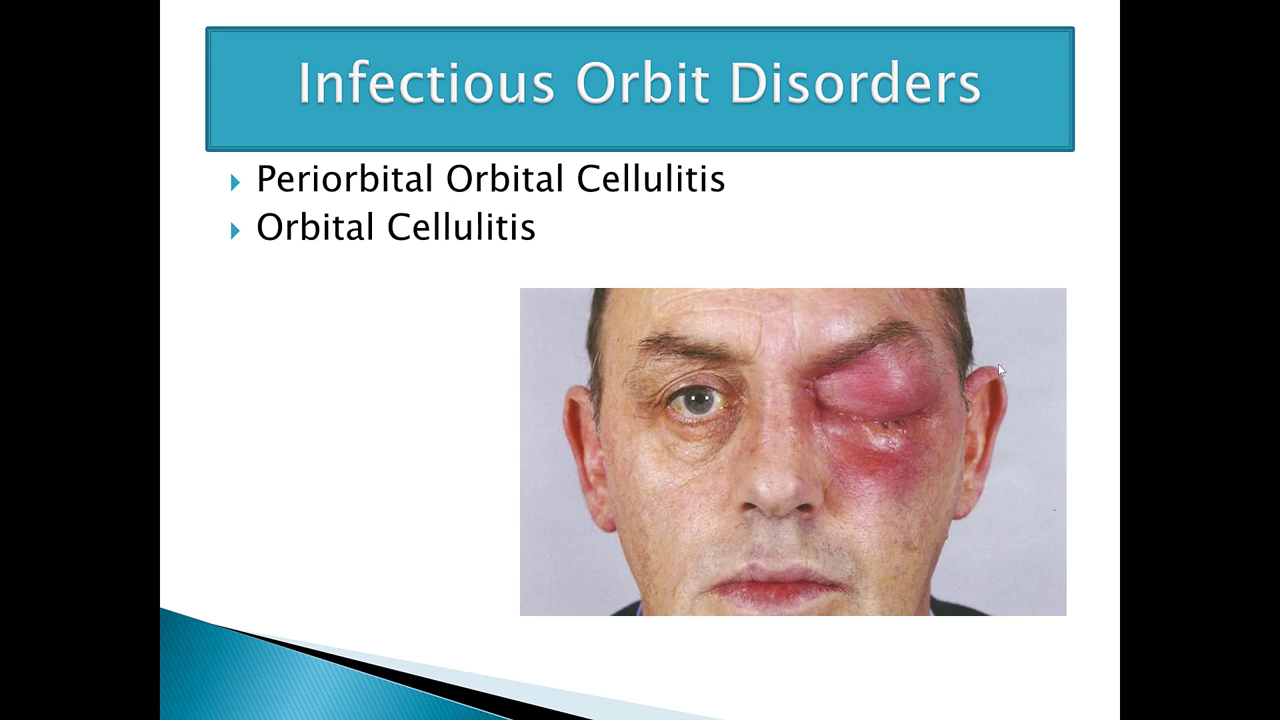 Infectious Orbit Disorders
Periorbital Orbital Cellulitis
Orbital Cellulitis